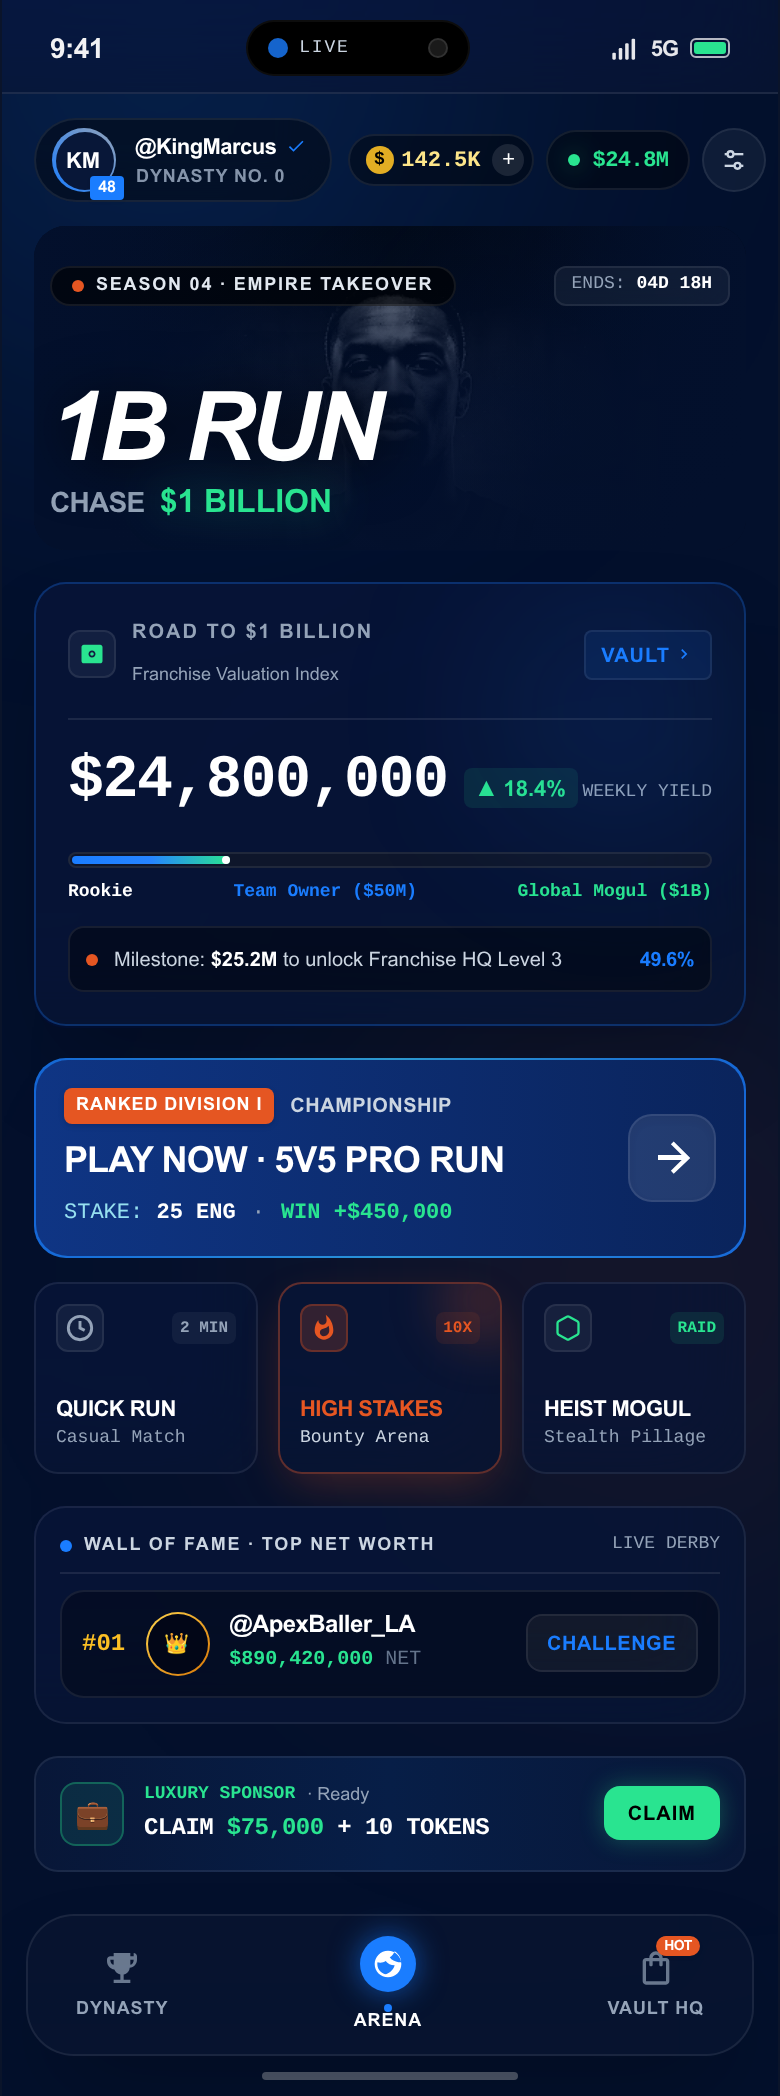 9:41
LIVE
5G
KM
48
@KingMarcus
DYNASTY NO. 0
$ 142.5K +
$24.8M
SEASON 04 · EMPIRE TAKEOVER
ENDS: 04D 18H
1B RUN
CHASE $1 BILLION
ROAD TO $1 BILLION
Franchise Valuation Index
VAULT
$24,800,000
▲ 18.4%
WEEKLY YIELD
Rookie
Team Owner ($50M)
Global Mogul ($1B)
Milestone: $25.2M to unlock Franchise HQ Level 3
49.6%
RANKED DIVISION I
CHAMPIONSHIP
PLAY NOW · 5V5 PRO RUN
STAKE: 25 ENG · WIN +$450,000
2 MIN
QUICK RUN
Casual Match
10X
HIGH STAKES
Bounty Arena
RAID
HEIST MOGUL
Stealth Pillage
WALL OF FAME · TOP NET WORTH
LIVE DERBY
#01
@ApexBaller_LA
$890,420,000 NET
CHALLENGE
LUXURY SPONSOR · Ready
CLAIM $75,000 + 10 TOKENS
CLAIM
DYNASTY
ARENA
HOT
VAULT HQ